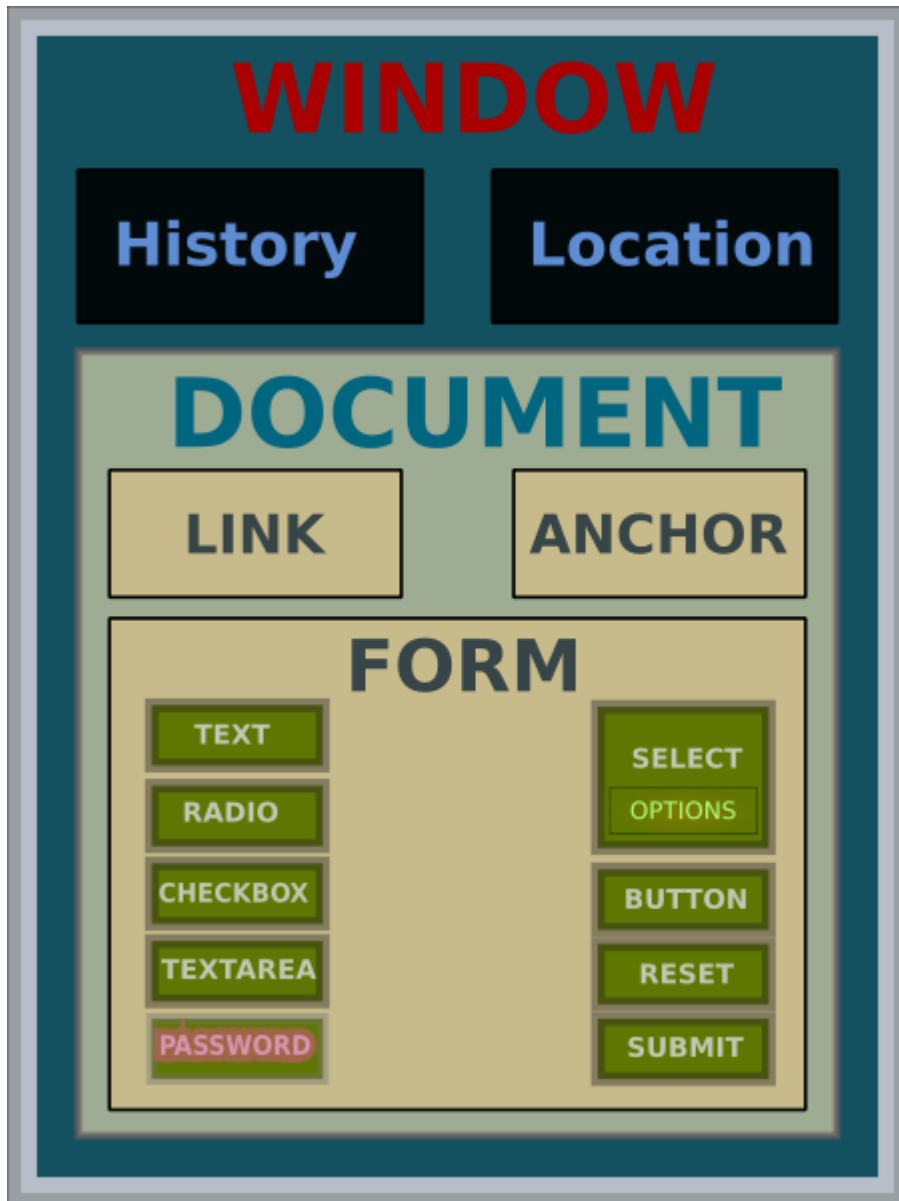 WINDOW
History
Location
DOCUMENT
LINK
ANCHOR
FORM
TEXT
RADIO
CHECKBOX
TEXTAREA
PASSWORD
SELECT
OPTIONS
BUTTON
RESET
SUBMIT